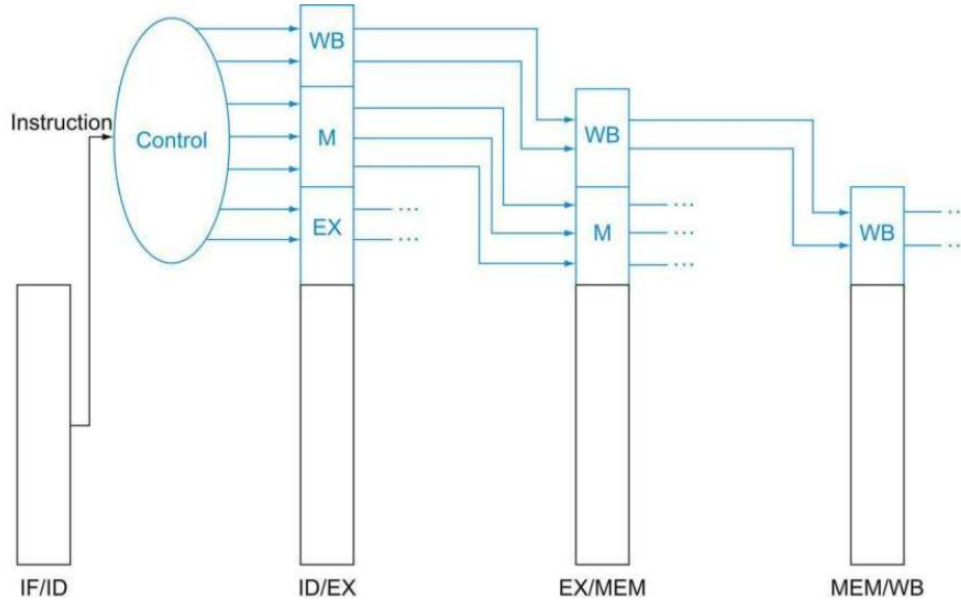 WB
Instruction
Control
M
WB
EX
...
...
M
...
...
...
WB
...
...
IF/ID
ID/EX
EX/MEM
MEM/WB